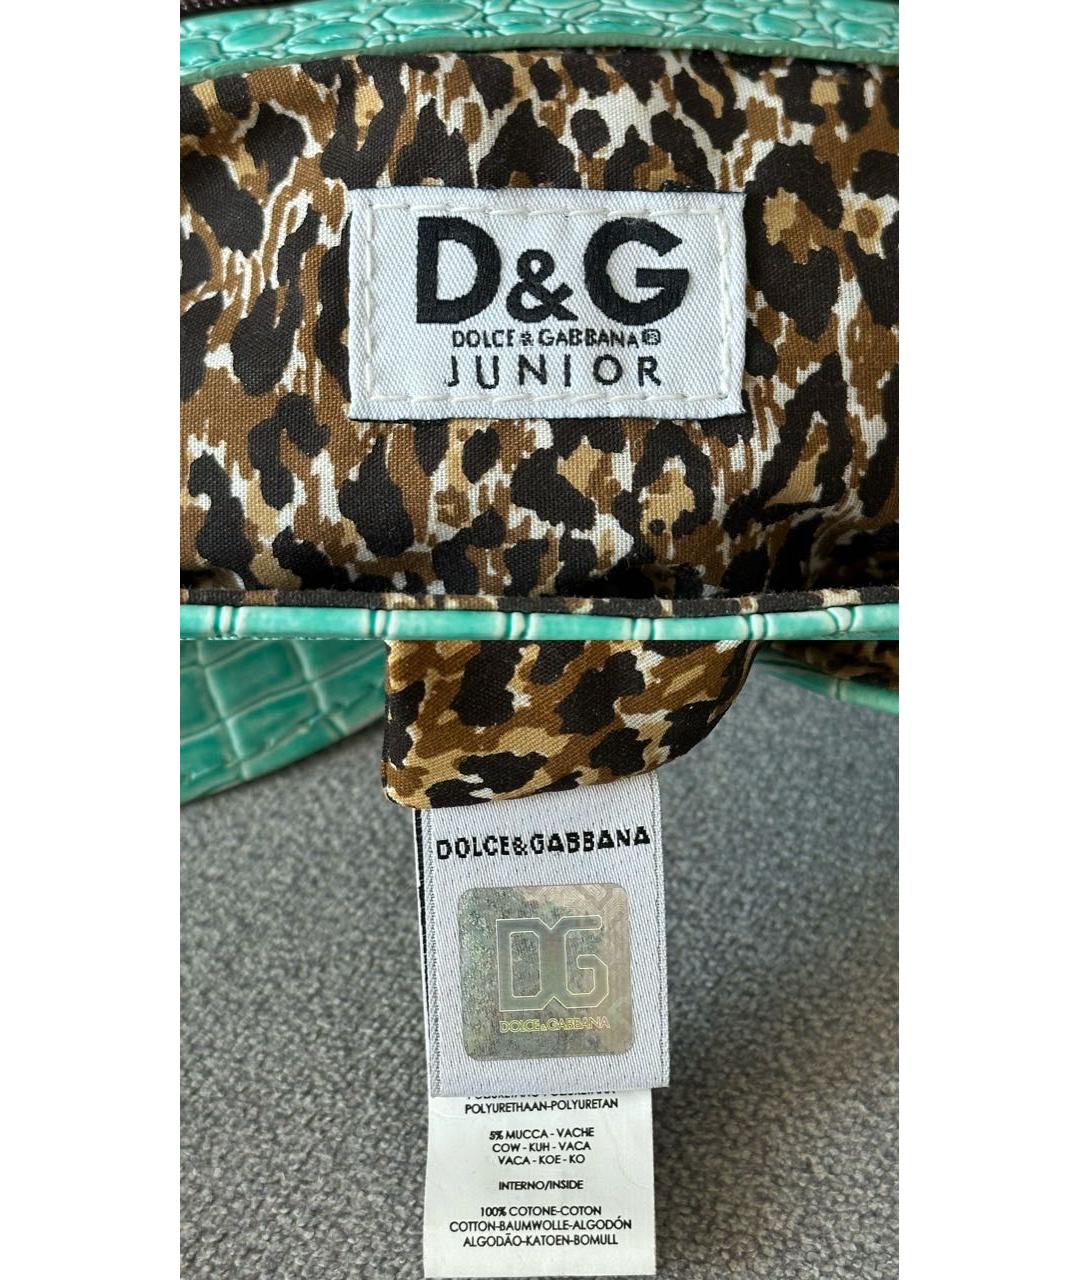 D&G
DOLCE & GABBANA®
JUNIOR
DOLCE&GABBANA
DG
DOLCE&GABBANA
POLYURETHAAN-POLYURETAN
5% MUCCA - VACHE
COW - KUH - VACA
VACA - KOE - KO
INTERNO/INSIDE
100% COTONE-COTON
COTTON-BAUMWOLLE-ALGODÓN
ALGODÃO-KATOEN-BOMULL